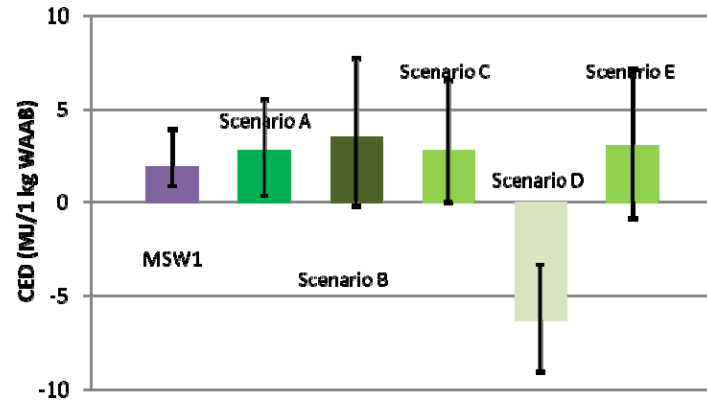 10
Scenario C
Scenario E
5
Scenario A
Scenario D
0
MSW1
Scenario B
-5
-10
CED (MJ/1 kg WAAB)